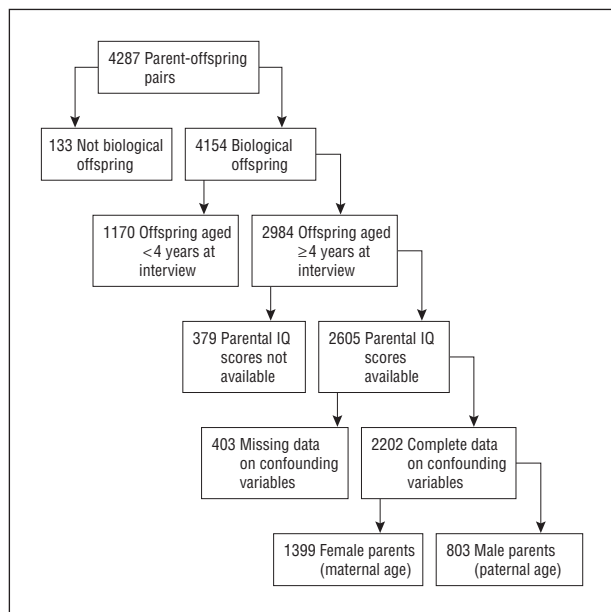 4287 Parent-offspring
pairs
133 Not biological
offspring
4154 Biological
offspring
1170 Offspring aged
<4 years at
interview
2984 Offspring aged
≥4 years at
interview
379 Parental IQ
scores not
available
2605 Parental IQ
scores
available
403 Missing data
on confounding
variables
2202 Complete data
on confounding
variables
1399 Female parents
(maternal age)
803 Male parents
(paternal age)